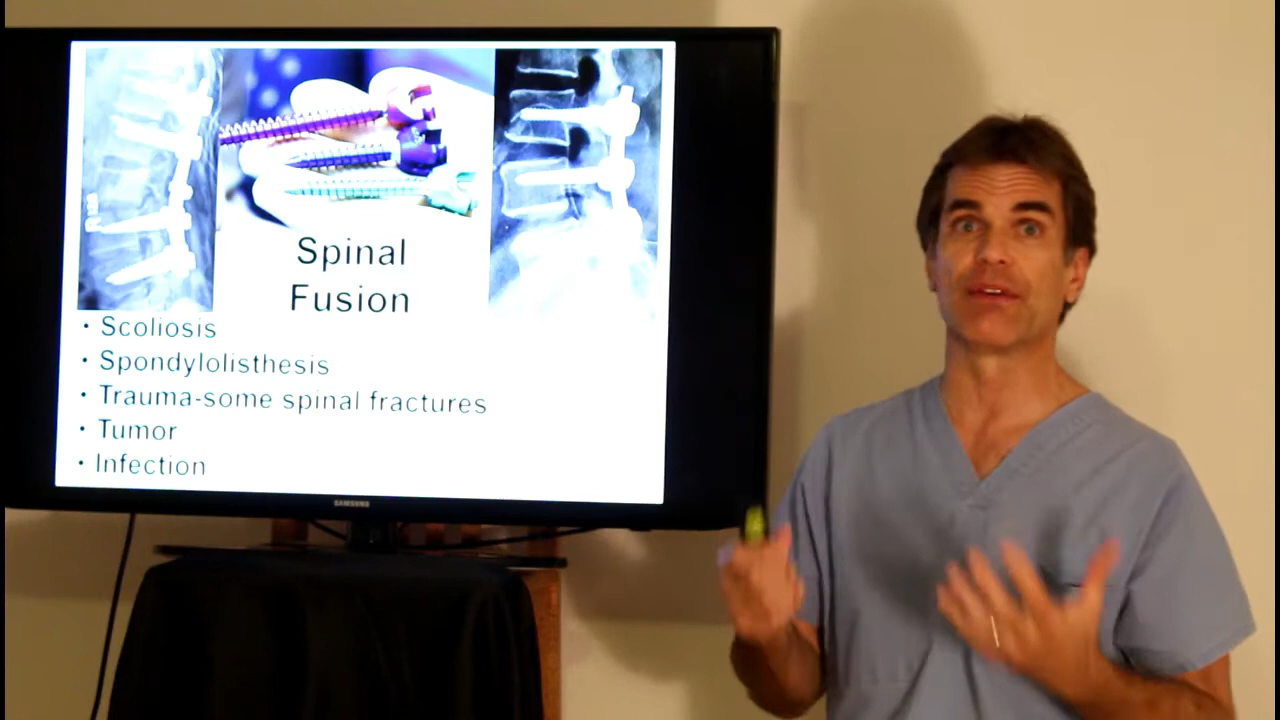 Spinal
Fusion
• Scoliosis
• Spondylolisthesis
• Trauma-some spinal fractures
• Tumor
• Infection
SAMSUNG